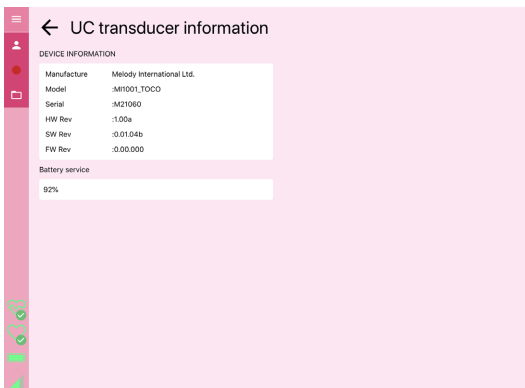 UC transducer information
DEVICE INFORMATION
Manufacture Melody International Ltd.
Model :MI1001_TOCO
Serial :M21060
HW Rev :1.00a
SW Rev :0.01.04b
FW Rev :0.00.000
Battery service
92%